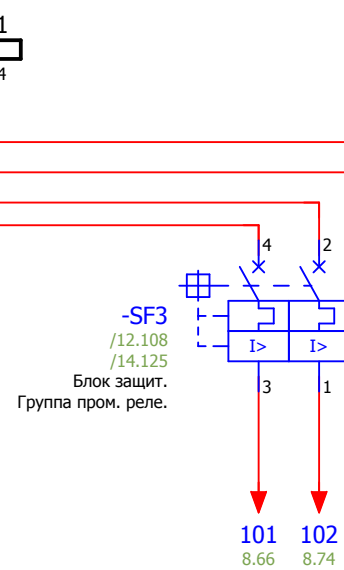 1
4
4 2
-SF3
/12.108
/14.125
Блок защит.
Группа пром. реле.
I> I>
3 1
101 102
8.66 8.74